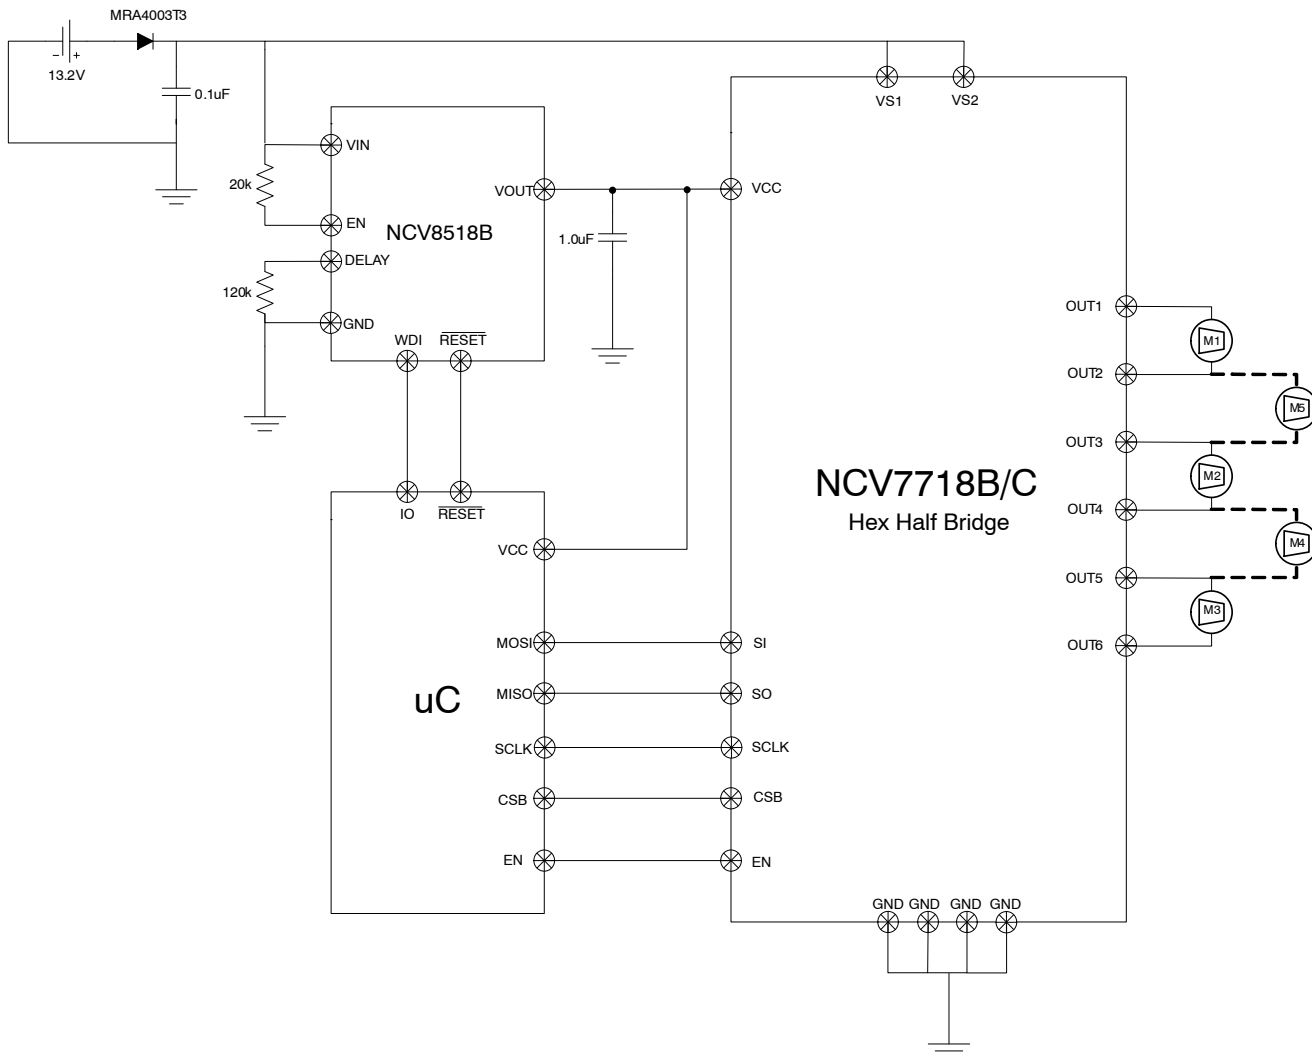 MRA4003T3
- +
13.2V
0.1uF
VS1
VS2
VIN
20k
EN
DELAY
120k
GND
NCV8518B
VOUT
WDI
RESET
1.0uF
VCC
IO
RESET
VCC
MOSI
MISO
SCLK
CSB
EN
uC
SI
SO
SCLK
CSB
EN
NCV7718B/C
Hex Half Bridge
OUT1
OUT2
OUT3
OUT4
OUT5
OUT6
M1
M5
M2
M4
M3
GND GND GND GND